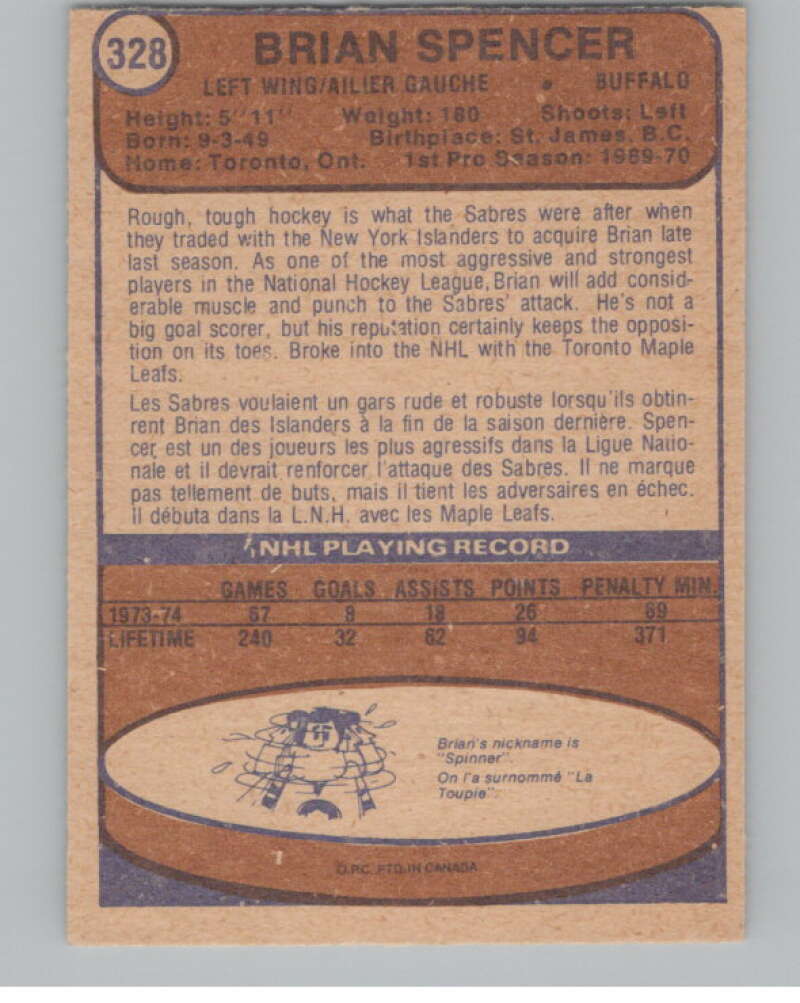 328
BRIAN SPENCER
LEFT WING/AILIER GAUCHE • BUFFALO
Height: 5'11" Weight: 180 Shoots: Left
Born: 9-3-49 Birthplace: St. James, B.C.
Home: Toronto, Ont. 1st Pro Season: 1969-70
Rough, tough hockey is what the Sabres were after when
they traded with the New York Islanders to acquire Brian late
last season. As one of the most aggressive and strongest
players in the National Hockey League, Brian will add consid-
erable muscle and punch to the Sabres' attack. He's not a
big goal scorer, but his reputation certainly keeps the opposi-
tion on its toes. Broke into the NHL with the Toronto Maple
Leafs.
Les Sabres voulaient un gars rude et robuste lorsqu'ils obtin-
rent Brian des Islanders à la fin de la saison dernière. Spen-
cer, est un des joueurs les plus agressifs dans la Ligue Natio-
nale et il devrait renforcer l'attaque des Sabres. Il ne marque
pas tellement de buts, mais il tient les adversaires en échec.
Il débuta dans la L.N.H. avec les Maple Leafs.
NHL PLAYING RECORD
GAMES GOALS ASSISTS POINTS PENALTY MIN.
1973-74 67 8 18 26 69
LIFETIME 240 32 62 94 371
Brian's nickname is
"Spinner".
On l'a surnommé "La
Toupie".
O.P.C. PTD. IN CANADA